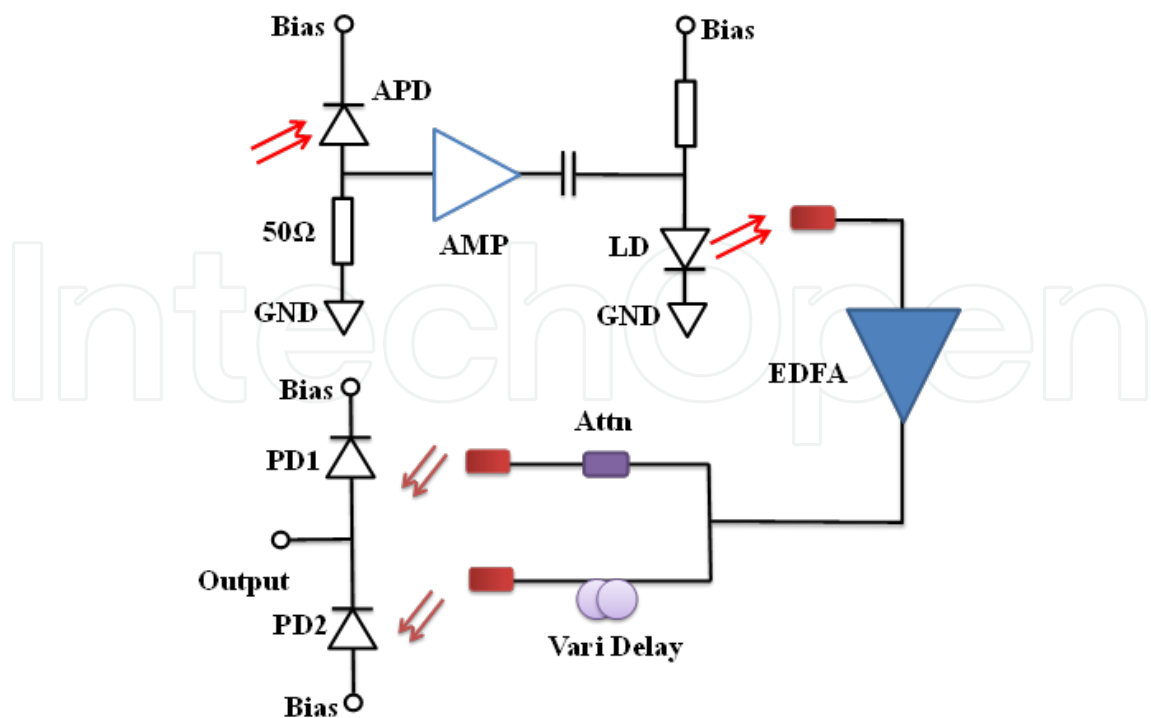 Bias
Bias
APD
50Ω
AMP
LD
GND
GND
EDFA
Bias
Attn
PD1
Output
PD2
Vari Delay
Bias
IntechOpen